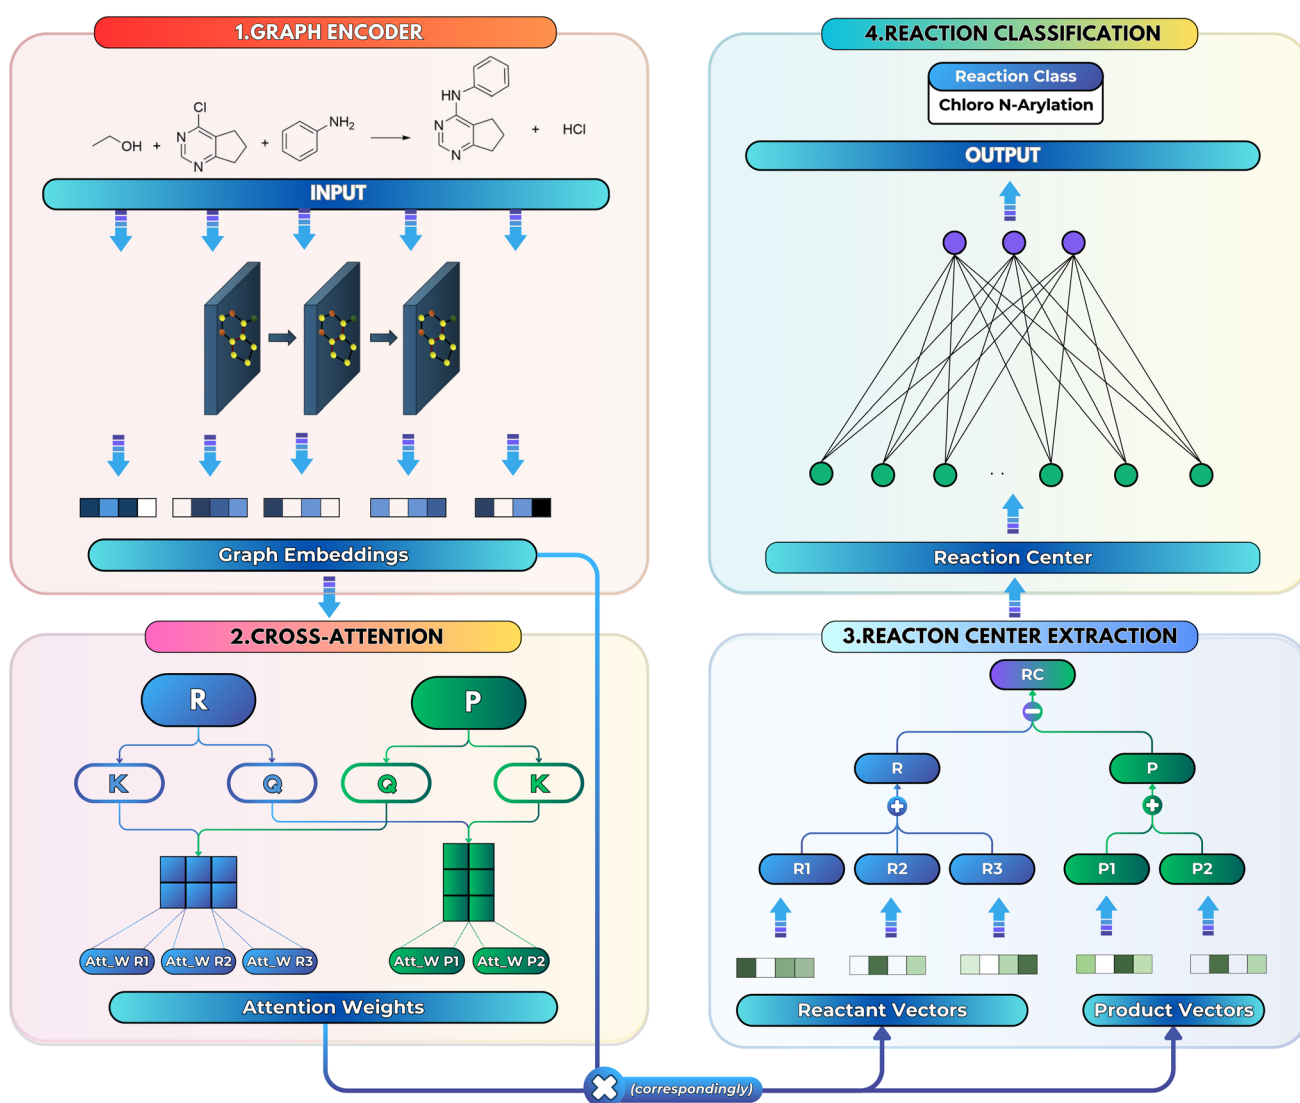 1.GRAPH ENCODER
OH
+
Cl
N
N
+
NH2
HN
N
N
+
HCl
INPUT
Graph Embeddings
2.CROSS-ATTENTION
R
P
K
Q
Q
K
Att_W R1
Att_W R2
Att_W R3
Att_W P1
Att_W P2
Attention Weights
(correspondingly)
3.REACTON CENTER EXTRACTION
RC
R
P
R1
R2
R3
P1
P2
Reactant Vectors
Product Vectors
4.REACTION CLASSIFICATION
Reaction Class
Chloro N-Arylation
OUTPUT
. .
Reaction Center